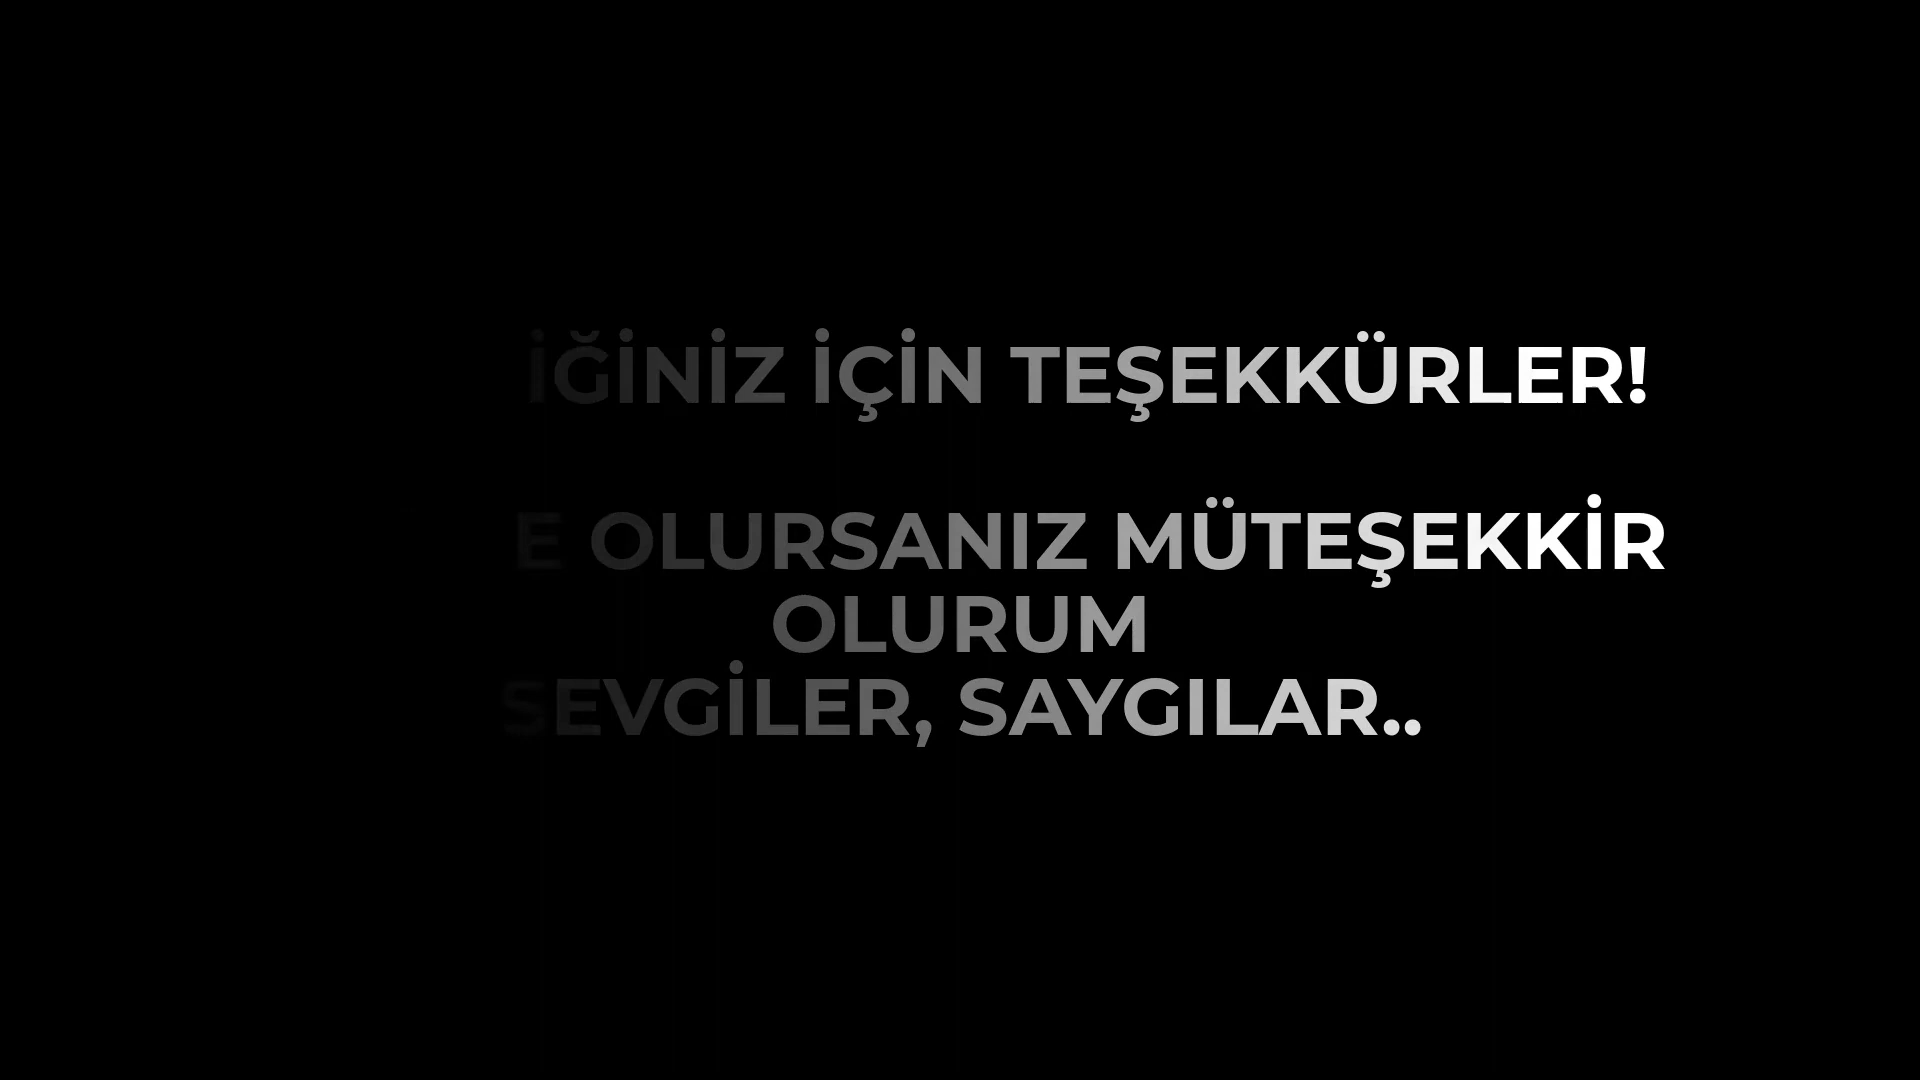 İĞİNİZ İÇİN TEŞEKKÜRLER!
E OLURSANIZ MÜTEŞEKKİR
OLURUM
SEVGİLER, SAYGILAR..